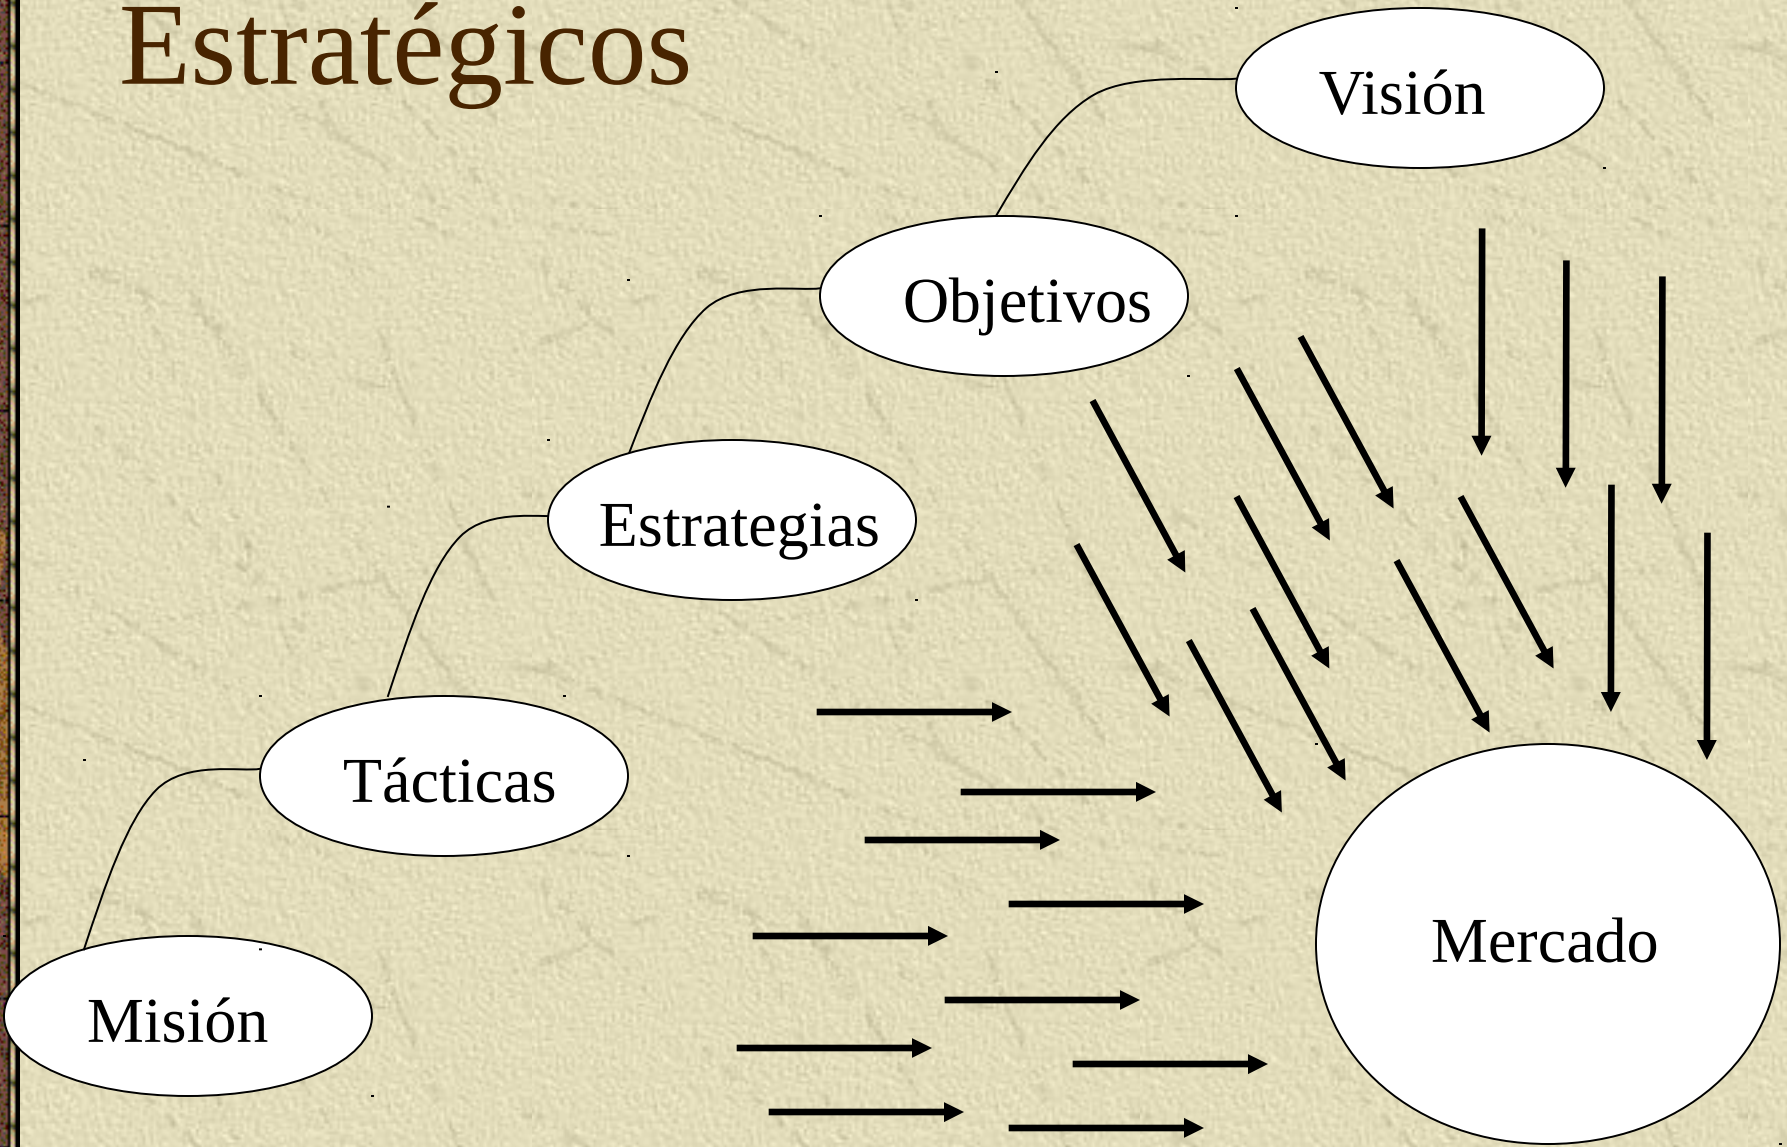 Estratégicos
Visión
Objetivos
Estrategias
Tácticas
Mercado
Misión